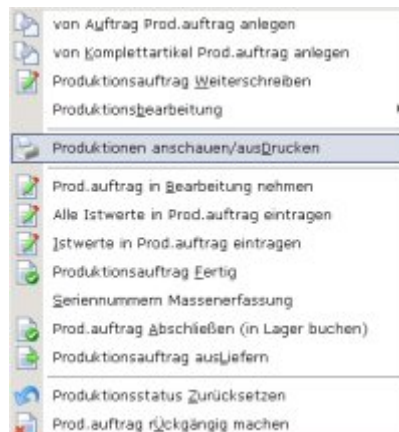 von Auftrag Prod.auftrag anlegen
von Komplettartikel Prod.auftrag anlegen
Produktionsauftrag Weiterschreiben
Produktionsbearbeitung
Produktionen anschauen/ausDrucken
Prod.auftrag in Bearbeitung nehmen
Alle Istwerte in Prod.auftrag eintragen
Istwerte in Prod.auftrag eintragen
Produktionsauftrag Fertig
Seriennummern Massenerfassung
Prod.auftrag Abschließen (in Lager buchen)
Produktionsauftrag ausLiefern
Produktionsstatus Zurücksetzen
Prod.auftrag rÜckgängig machen